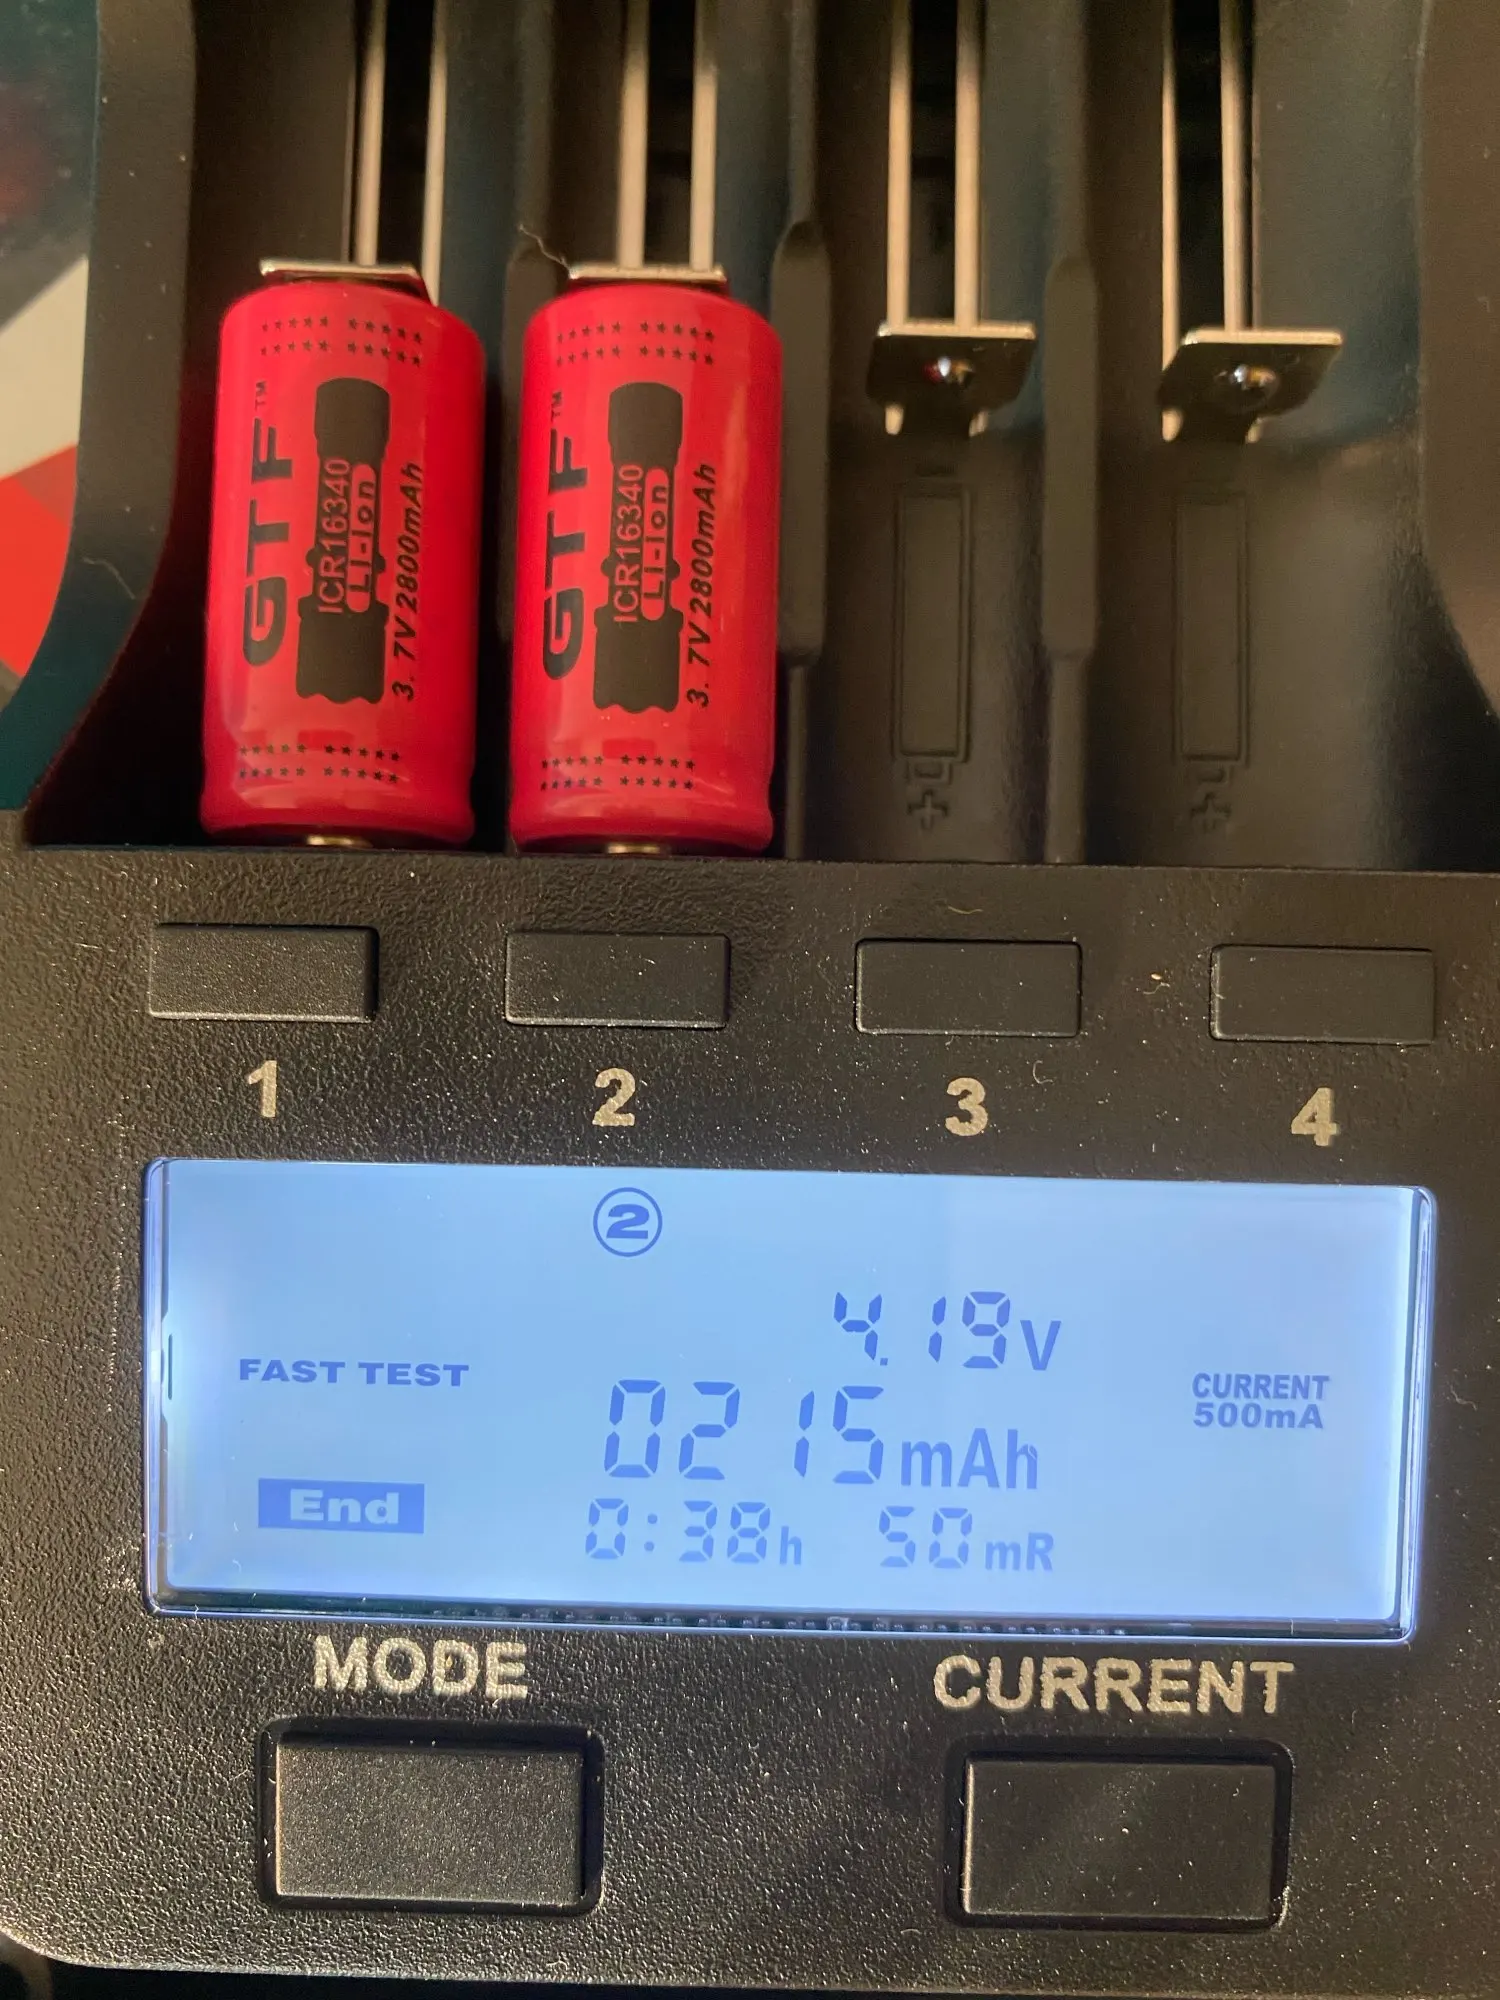 GTF™
ICR16340
Li-ion
3.7V 2800mAh
GTF™
ICR16340
Li-ion
3.7V 2800mAh
+
+
1
2
3
4
2
4.19V
FAST TEST
0215mAh
CURRENT
500mA
End
0:38h 50mR
MODE
CURRENT